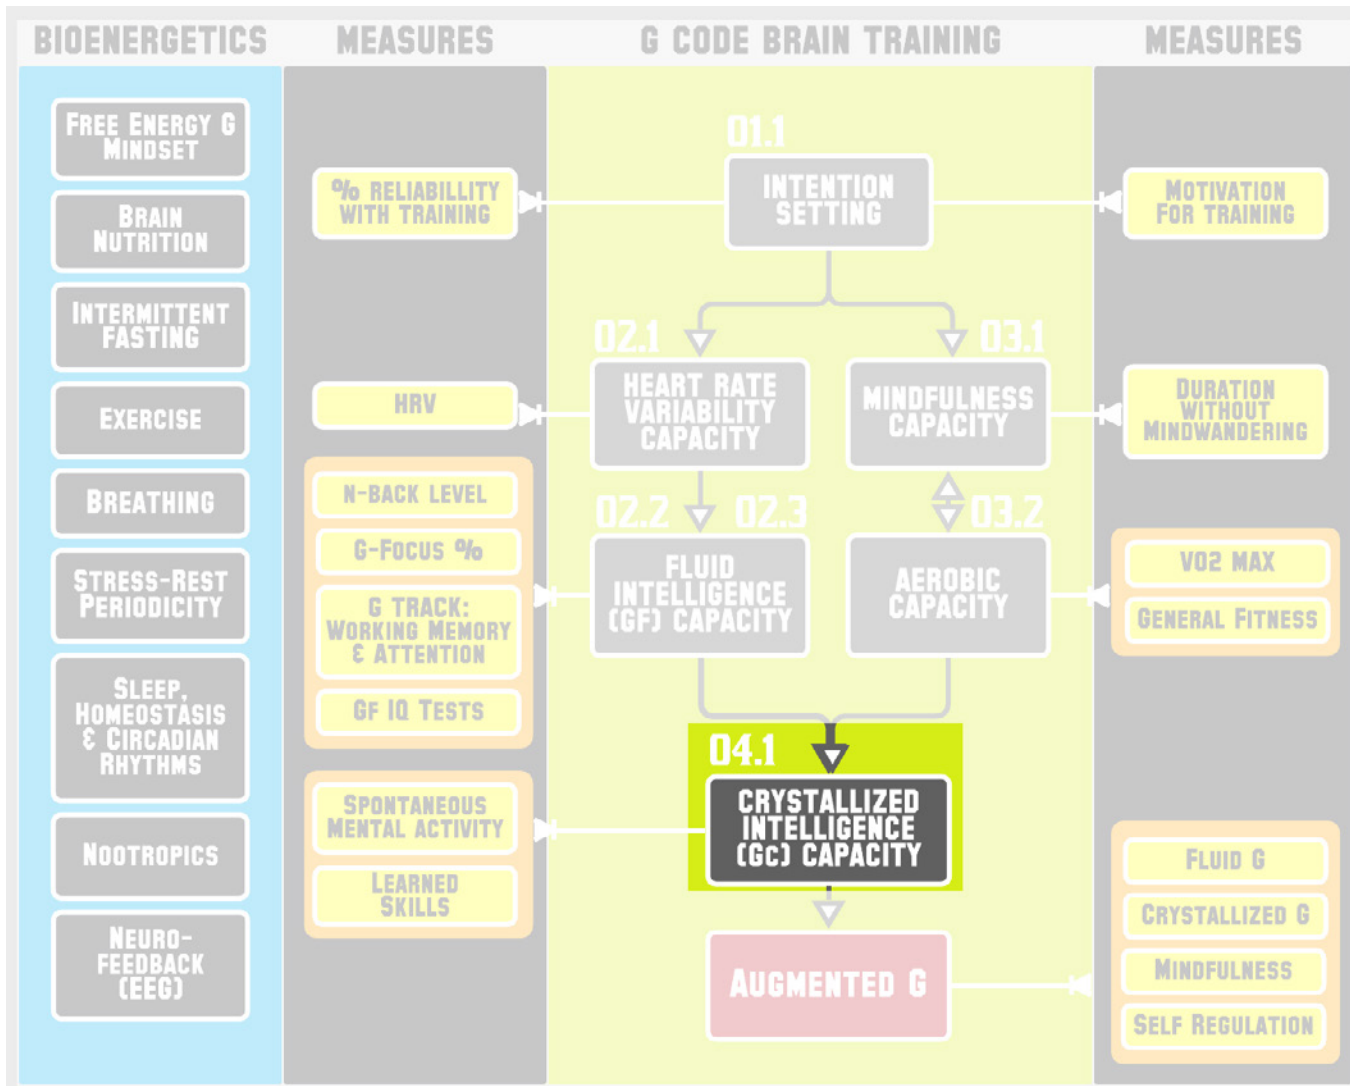 BIOENERGETICS
MEASURES
G CODE BRAIN TRAINING
MEASURES
FREE ENERGY G
MINDSET
BRAIN
NUTRITION
INTERMITTENT
FASTING
EXERCISE
BREATHING
STRESS-REST
PERIODICITY
SLEEP,
HOMEOSTASIS
& CIRCADIAN
RHYTHMS
NOOTROPICS
NEURO-
FEEDBACK
(EEG)
% RELIABILLITY
WITH TRAINING
HRV
N-BACK LEVEL
G-FOCUS %
G TRACK:
WORKING MEMORY
& ATTENTION
GF IQ TESTS
SPONTANEOUS
MENTAL ACTIVITY
LEARNED
SKILLS
01.1
INTENTION
SETTING
02.1
HEART RATE
VARIABILITY
CAPACITY
03.1
MINDFULNESS
CAPACITY
02.2
02.3
FLUID
INTELLIGENCE
(GF) CAPACITY
03.2
AEROBIC
CAPACITY
04.1
CRYSTALLIZED
INTELLIGENCE
(GC) CAPACITY
AUGMENTED G
MOTIVATION
FOR TRAINING
DURATION
WITHOUT
MINDWANDERING
VO2 MAX
GENERAL FITNESS
FLUID G
CRYSTALLIZED G
MINDFULNESS
SELF REGULATION